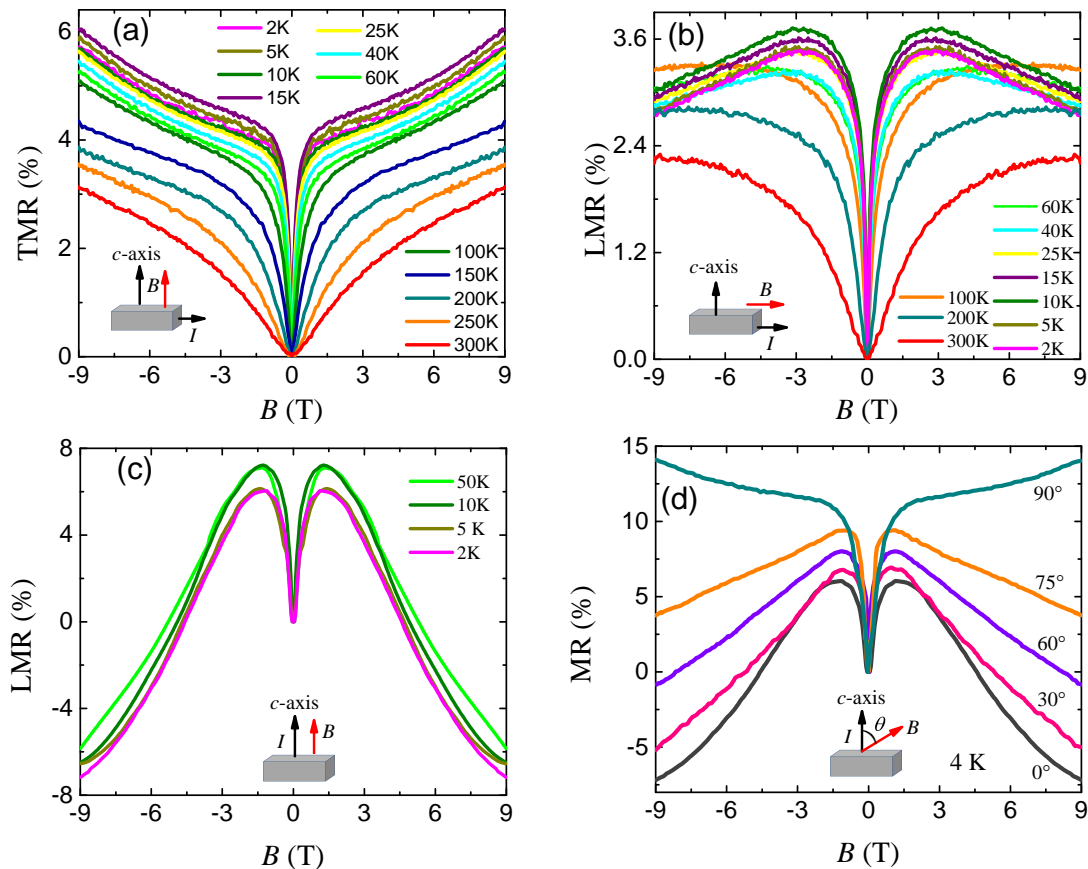 (a)
2K
5K
10K
15K
25K
40K
60K
6
4
2
0
TMR (%)
c-axis
B
I
100K
150K
200K
250K
300K
-9 -6 -3 0 3 6 9
B (T)
(b)
3.6
2.4
1.2
0.0
LMR (%)
c-axis
B
I
100K
200K
300K
60K
40K
25K
15K
10K
5K
2K
-9 -6 -3 0 3 6 9
B (T)
(c)
8
4
0
-4
-8
LMR (%)
50K
10K
5 K
2K
c-axis
I B
-9 -6 -3 0 3 6 9
B (T)
(d)
15
10
5
0
-5
MR (%)
90°
75°
60°
30°
0°
c-axis
I θ B
4 K
-9 -6 -3 0 3 6 9
B (T)